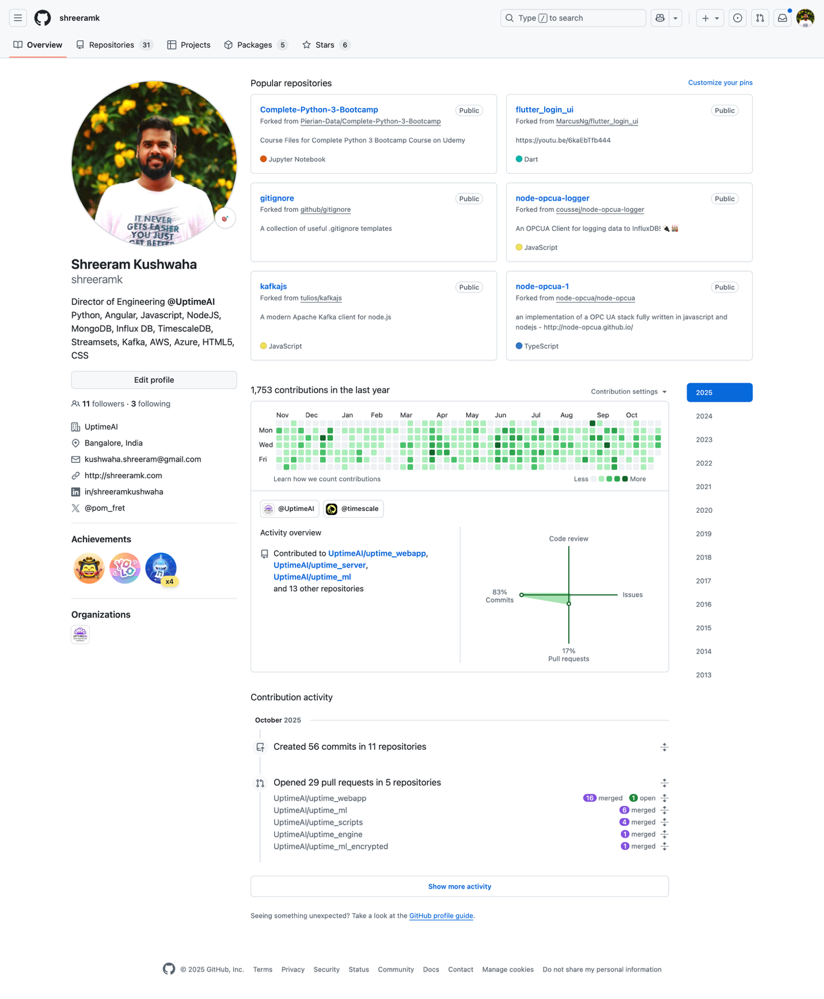 shreeramk
Type / to search
Overview
Repositories 31
Projects
Packages 5
Stars 6
IT NEVER
GETS EASIER
YOU JUST
GET BETTER
Shreeram Kushwaha
shreeramk
Director of Engineering @UptimeAI
Python, Angular, Javascript, NodeJS,
MongoDB, Influx DB, TimescaleDB,
Streamsets, Kafka, AWS, Azure, HTML5,
CSS
Edit profile
11 followers · 3 following
UptimeAI
Bangalore, India
kushwaha.shreeram@gmail.com
http://shreeramk.com
in/shreeramkushwaha
@pom_fret
Achievements
YOLO
x4
Organizations
UPTIMEAI
Popular repositories
Customize your pins
Complete-Python-3-Bootcamp
Public
Forked from Pierian-Data/Complete-Python-3-Bootcamp
Course Files for Complete Python 3 Bootcamp Course on Udemy
Jupyter Notebook
flutter_login_ui
Public
Forked from MarcusNg/flutter_login_ui
https://youtu.be/6kaEbTfb444
Dart
gitignore
Public
Forked from github/gitignore
A collection of useful .gitignore templates
node-opcua-logger
Public
Forked from coussej/node-opcua-logger
An OPCUA Client for logging data to InfluxDB! 🔌🏭
JavaScript
kafkajs
Public
Forked from tulios/kafkajs
A modern Apache Kafka client for node.js
JavaScript
node-opcua-1
Public
Forked from node-opcua/node-opcua
an implementation of a OPC UA stack fully written in javascript and
nodejs - http://node-opcua.github.io/
TypeScript
1,753 contributions in the last year
Contribution settings
Nov Dec Jan Feb Mar Apr May Jun Jul Aug Sep Oct
Mon
Wed
Fri
Learn how we count contributions
Less More
@UptimeAI
@timescale
Activity overview
Contributed to UptimeAI/uptime_webapp,
UptimeAI/uptime_server,
UptimeAI/uptime_ml
and 13 other repositories
Code review
83%
Commits
Issues
17%
Pull requests
2025
2024
2023
2022
2021
2020
2019
2018
2017
2016
2015
2014
2013
Contribution activity
October 2025
Created 56 commits in 11 repositories
Opened 29 pull requests in 5 repositories
UptimeAI/uptime_webapp 16 merged 1 open
UptimeAI/uptime_ml 6 merged
UptimeAI/uptime_scripts 4 merged
UptimeAI/uptime_engine 1 merged
UptimeAI/uptime_ml_encrypted 1 merged
Show more activity
Seeing something unexpected? Take a look at the GitHub profile guide.
© 2025 GitHub, Inc. Terms Privacy Security Status Community Docs Contact Manage cookies Do not share my personal information